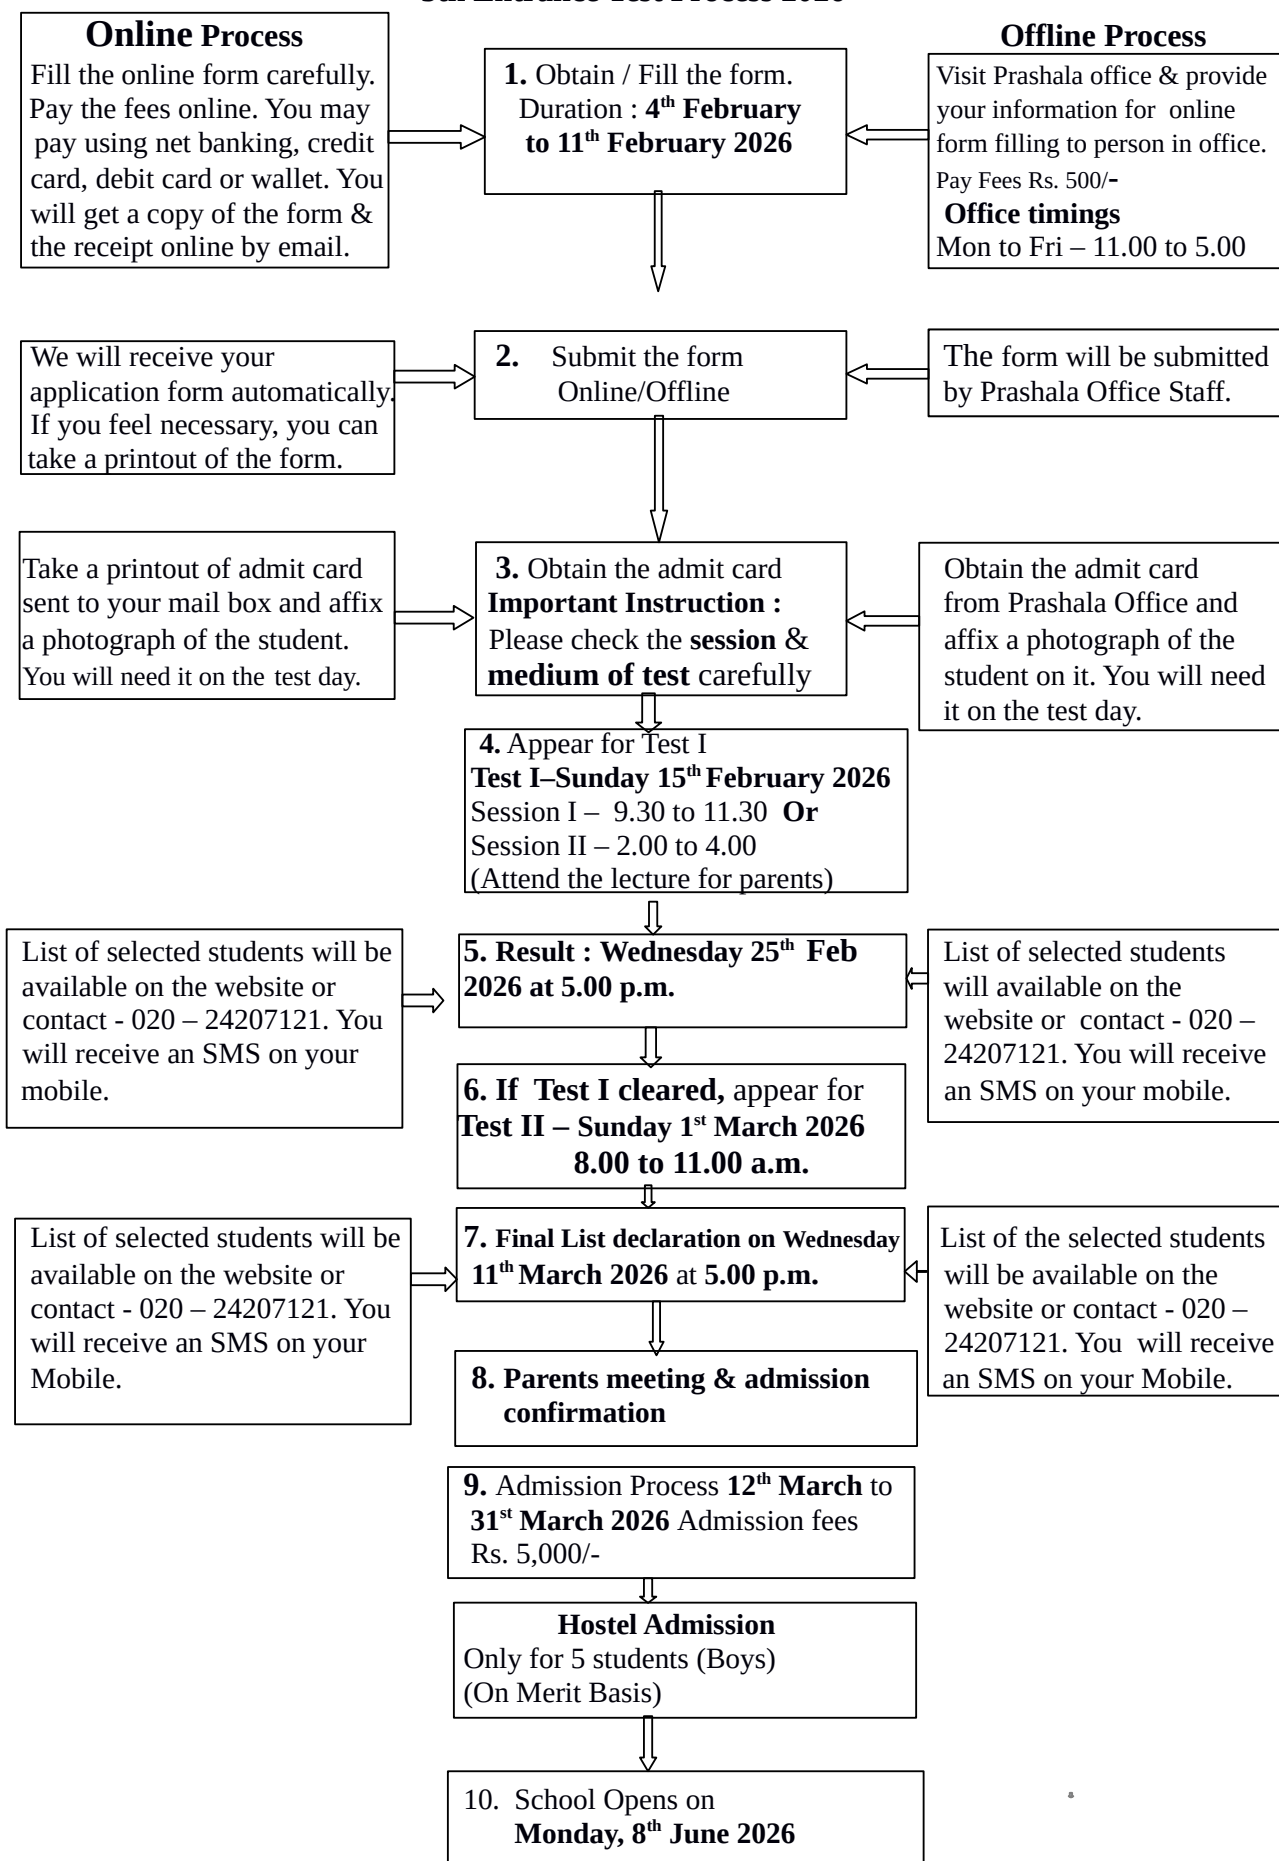 Online Process
Fill the online form carefully.
Pay the fees online. You may
pay using net banking, credit
card, debit card or wallet. You
will get a copy of the form &
the receipt online by email.
1. Obtain / Fill the form.
Duration : 4th February
to 11th February 2026
Offline Process
Visit Prashala office & provide
your information for online
form filling to person in office.
Pay Fees Rs. 500/-
Office timings
Mon to Fri – 11.00 to 5.00
We will receive your
application form automatically.
If you feel necessary, you can
take a printout of the form.
2. Submit the form
Online/Offline
The form will be submitted
by Prashala Office Staff.
Take a printout of admit card
sent to your mail box and affix
a photograph of the student.
You will need it on the test day.
3. Obtain the admit card
Important Instruction :
Please check the session &
medium of test carefully
Obtain the admit card
from Prashala Office and
affix a photograph of the
student on it. You will need
it on the test day.
4. Appear for Test I
Test I–Sunday 15th February 2026
Session I – 9.30 to 11.30 Or
Session II – 2.00 to 4.00
(Attend the lecture for parents)
List of selected students will be
available on the website or
contact - 020 – 24207121. You
will receive an SMS on your
mobile.
5. Result : Wednesday 25th Feb
2026 at 5.00 p.m.
List of selected students
will available on the
website or contact - 020 –
24207121. You will receive
an SMS on your mobile.
6. If Test I cleared, appear for
Test II – Sunday 1st March 2026
8.00 to 11.00 a.m.
List of selected students will be
available on the website or
contact - 020 – 24207121. You
will receive an SMS on your
Mobile.
7. Final List declaration on Wednesday
11th March 2026 at 5.00 p.m.
List of the selected students
will be available on the
website or contact - 020 –
24207121. You will receive
an SMS on your Mobile.
8. Parents meeting & admission
confirmation
9. Admission Process 12th March to
31st March 2026 Admission fees
Rs. 5,000/-
Hostel Admission
Only for 5 students (Boys)
(On Merit Basis)
10. School Opens on
Monday, 8th June 2026